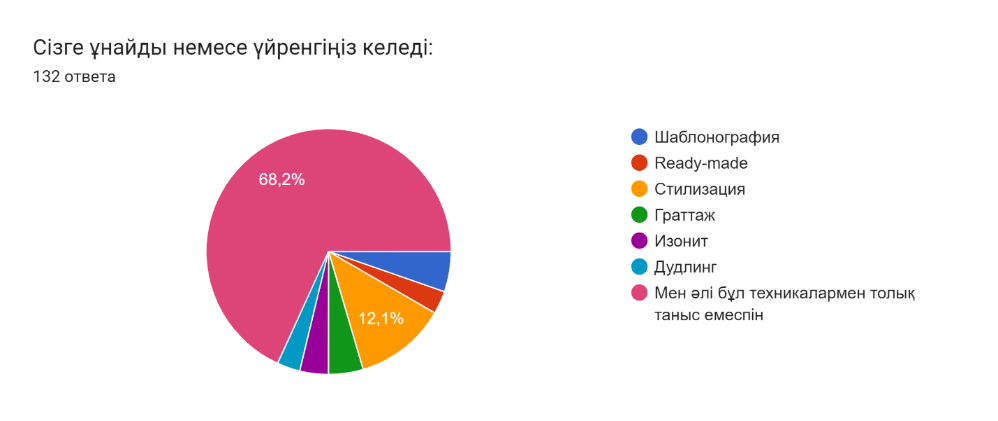 Сізге ұнайды немесе үйренгіңіз келеді:
132 ответа
68,2%
12,1%
Шаблонография
Ready-made
Стилизация
Граттаж
Изонит
Дудлинг
Мен әлі бұл техникалармен толық
таныс емеспін